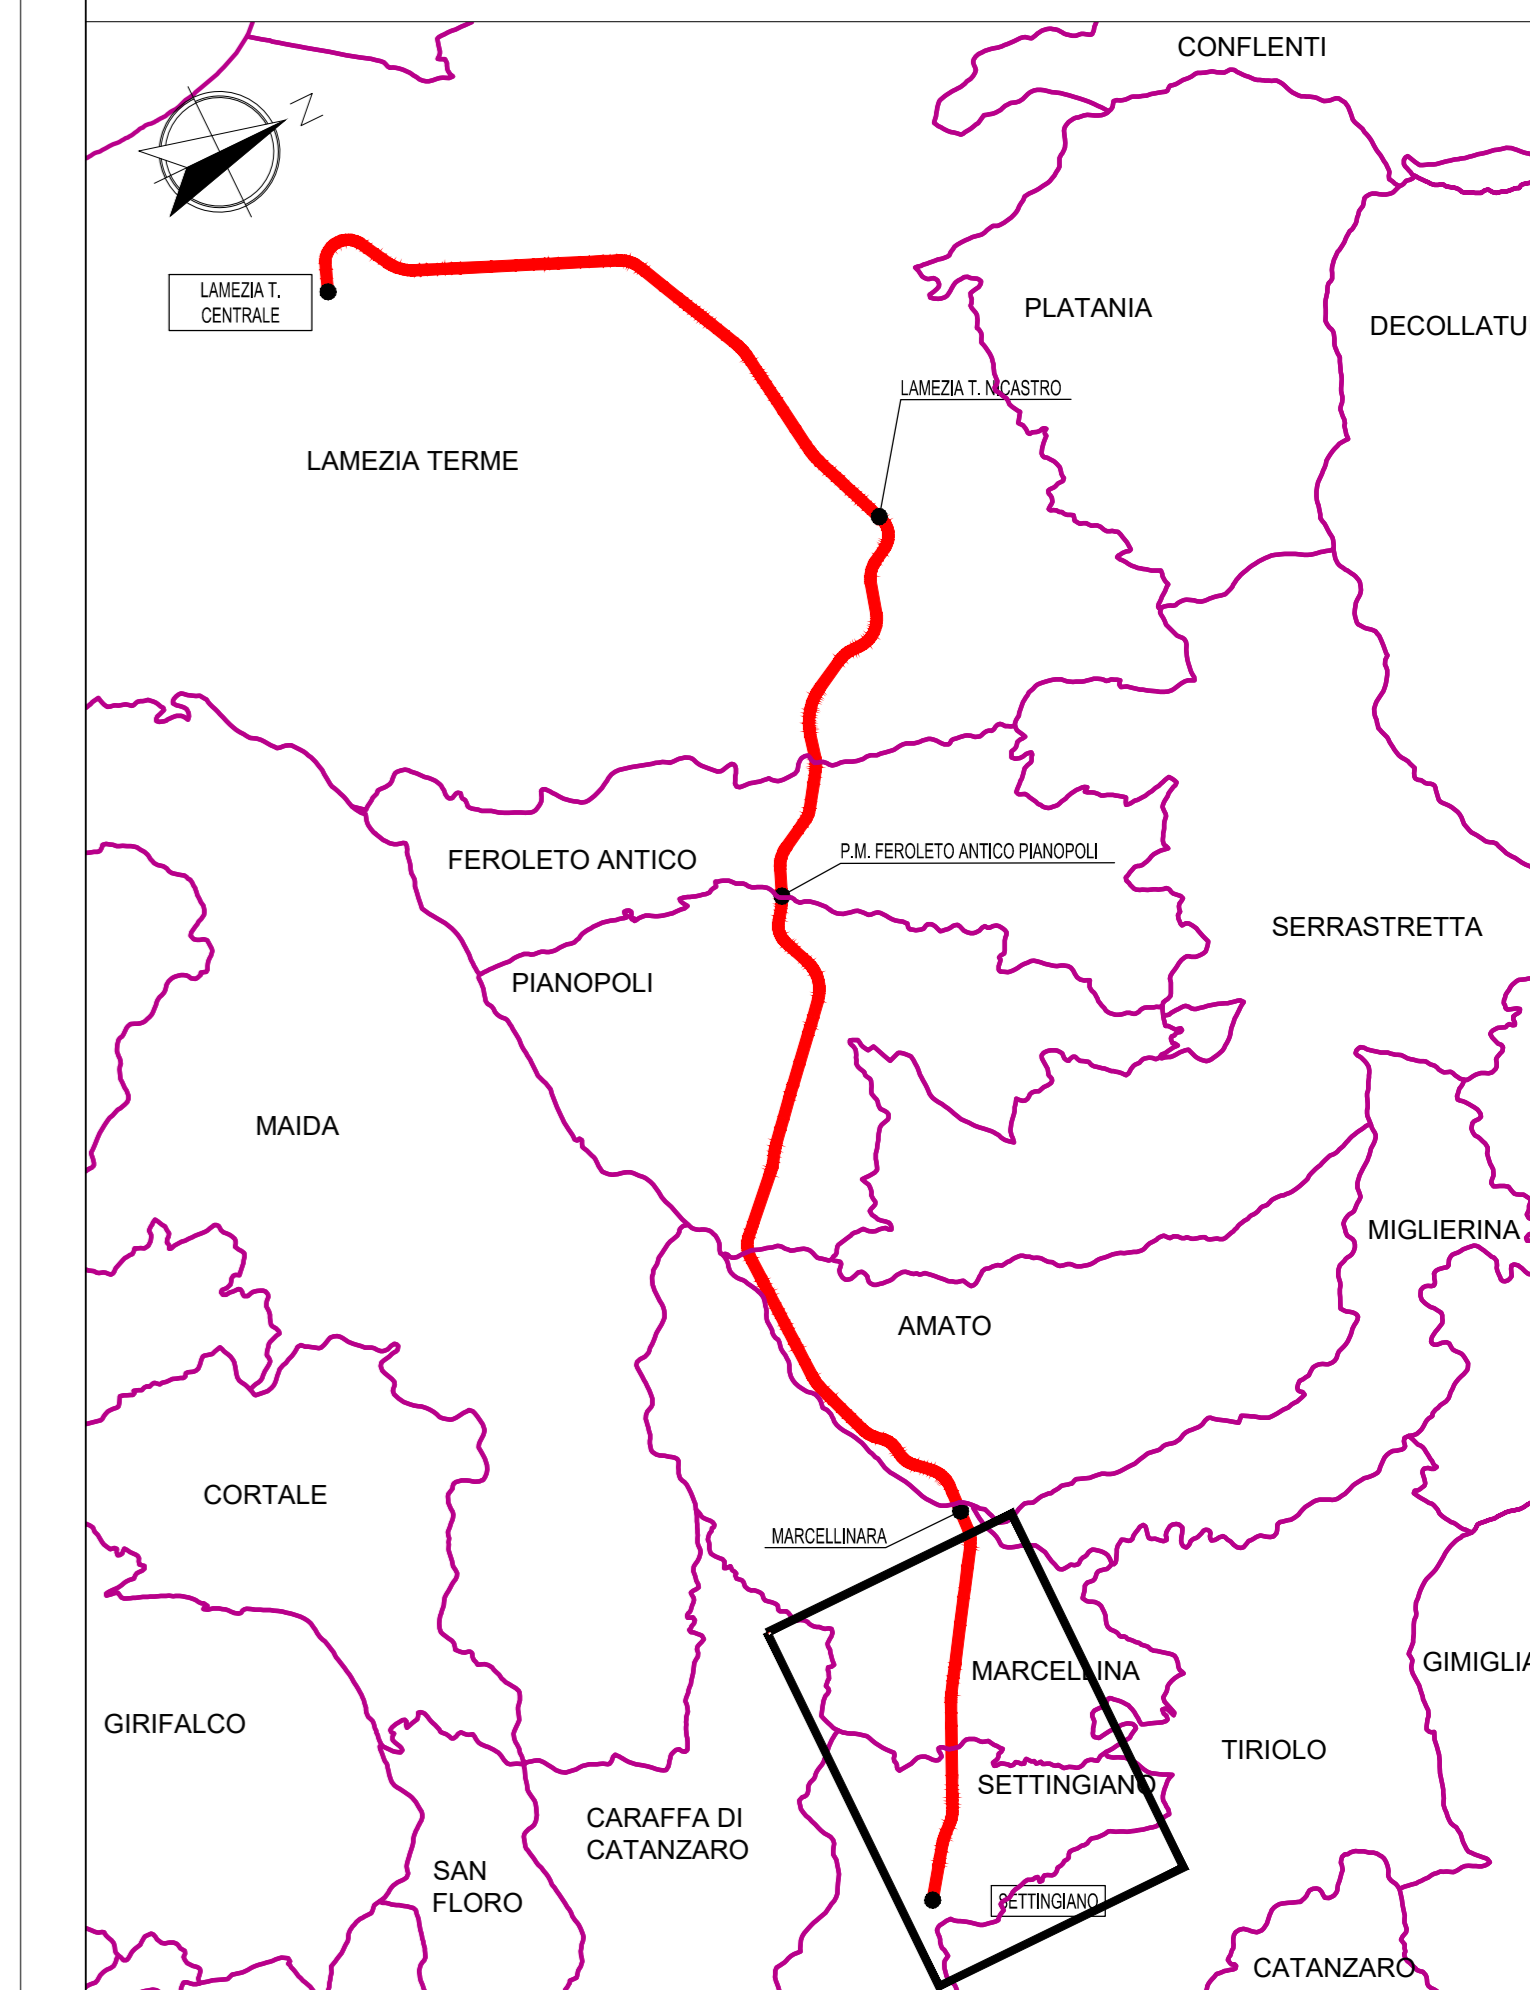 CONFLENTI
N
LAMEZIA T.
CENTRALE
PLATANIA
DECOLLATU
LAMEZIA T. NICASTRO
LAMEZIA TERME
FEROLETO ANTICO
P.M. FEROLETO ANTICO PIANOPOLI
SERRASTRETTA
PIANOPOLI
MAIDA
MIGLIERINA
AMATO
CORTALE
MARCELLINARA
MARCELLINA
GIMIGLIA
GIRIFALCO
TIRIOLO
SETTINGIANO
CARAFFA DI
CATANZARO
SAN
FLORO
SETTINGIANO
CATANZARO